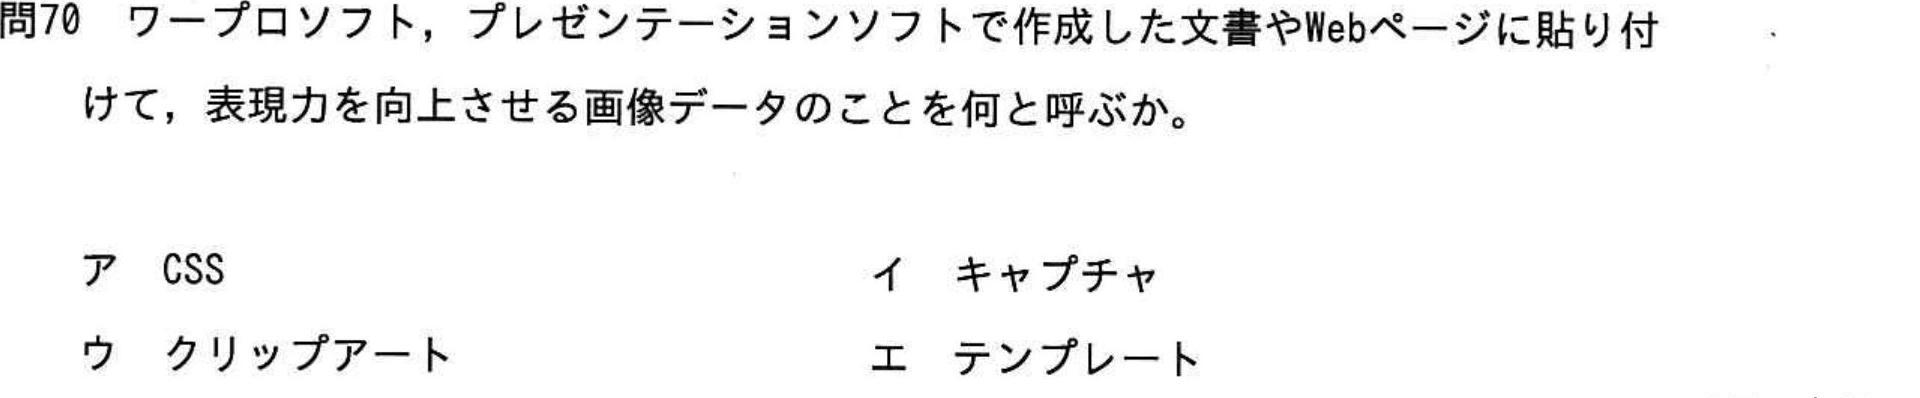 問70　ワープロソフト，プレゼンテーションソフトで作成した文書やWebページに貼り付
けて，表現力を向上させる画像データのことを何と呼ぶか。
ア　CSS　イ　キャプチャ
ウ　クリップアート　エ　テンプレート